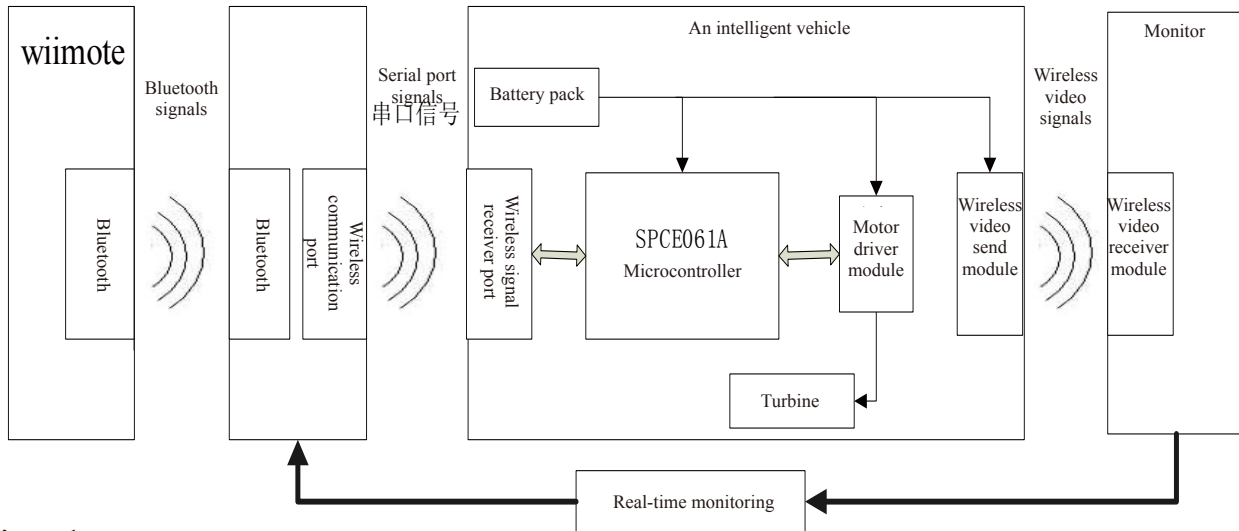 wiimote
Bluetooth
signals
Serial port
signals
串口信号
An intelligent vehicle
Wireless
video
signals
Monitor
Battery pack
Bluetooth
Bluetooth
Wireless
communication
port
Wireless signal
receiver port
SPCE061A
Microcontroller
Motor
driver
module
Wireless
video
send module
Wireless
video
receiver
module
Turbine
Real-time monitoring